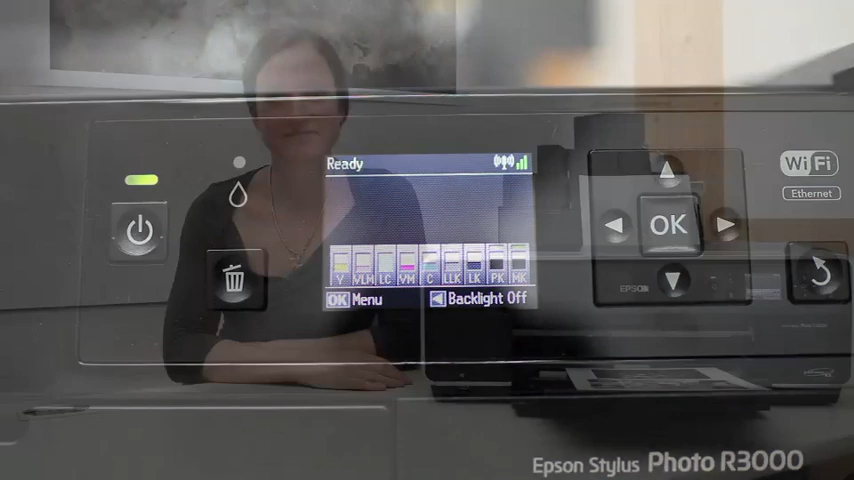 Ready
Y VLM LC VM C LLK LK PK MK
OK Menu
◀ Backlight Off
OK
WiFi
Ethernet
EPSON
Epson Stylus Photo R3000